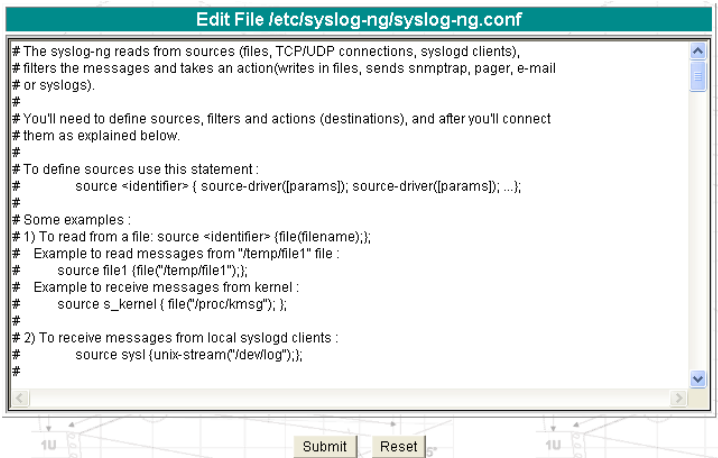 Edit File /etc/syslog-ng/syslog-ng.conf
# The syslog-ng reads from sources (files, TCP/UDP connections, syslogd clients),
# filters the messages and takes an action(writes in files, sends snmptrap, pager, e-mail
# or syslogs).
#
# You'll need to define sources, filters and actions (destinations), and after you'll connect
# them as explained below.
#
# To define sources use this statement :
# source <identifier> { source-driver([params]); source-driver([params]); ...};
#
# Some examples :
# 1) To read from a file: source <identifier> {file(filename);};
# Example to read messages from "/temp/file1" file :
# source file1 {file("/temp/file1");};
# Example to receive messages from kernel :
# source s_kernel { file("/proc/kmsg"); };
#
# 2) To receive messages from local syslogd clients :
# source sysl {unix-stream("/dev/log");};
#
1U
Submit Reset
5°
1U